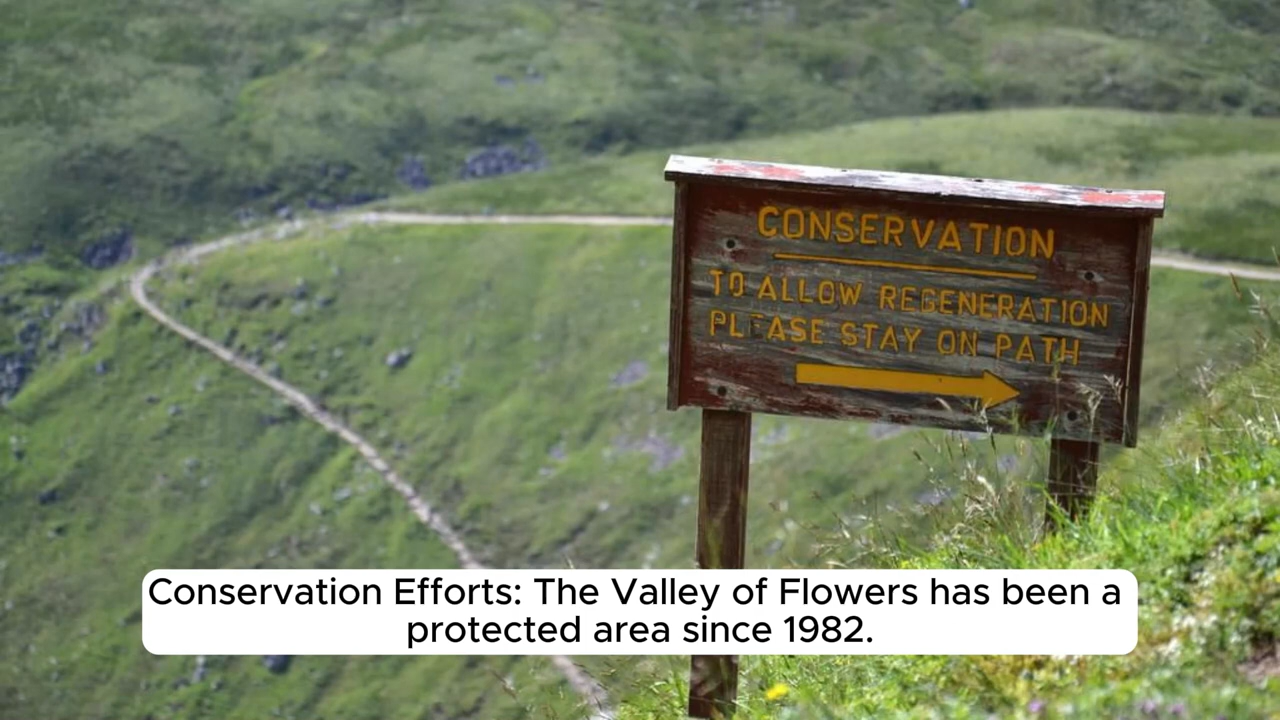 CONSERVATION
TO ALLOW REGENERATION
PLEASE STAY ON PATH
Conservation Efforts: The Valley of Flowers has been a
protected area since 1982.